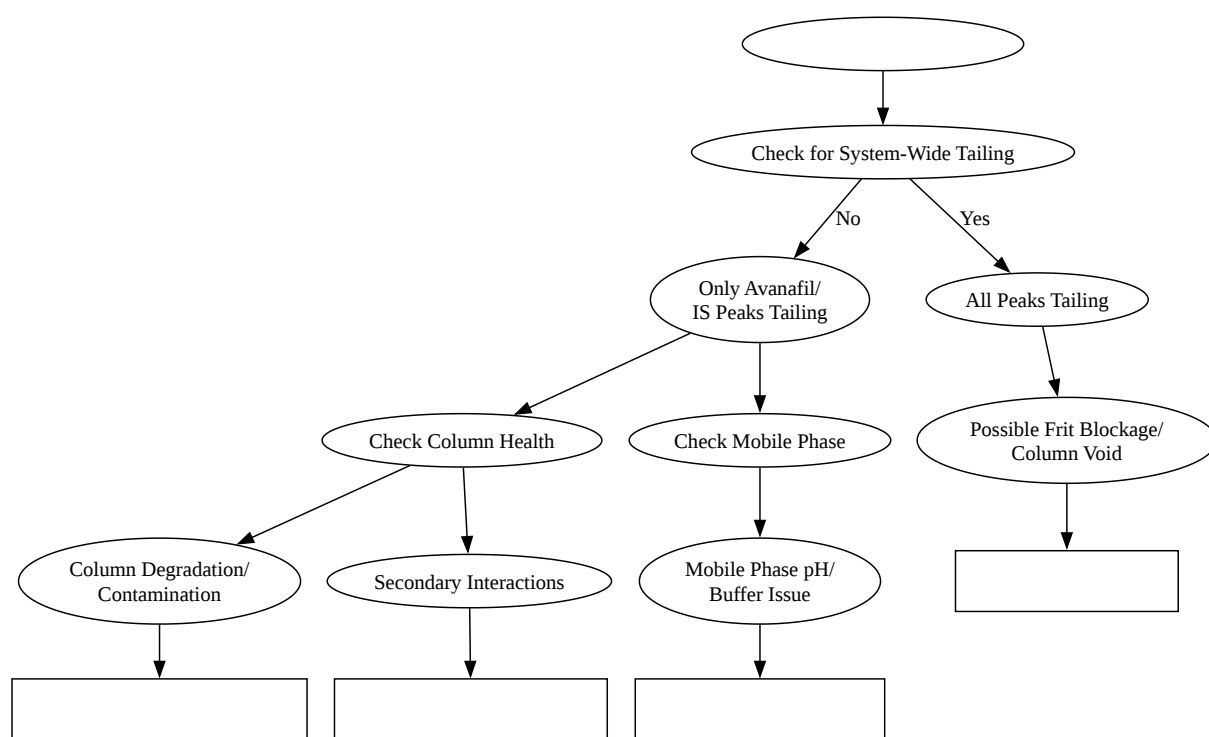 Check for System-Wide Tailing
No
Yes
Only Avanafil/
IS Peaks Tailing
All Peaks Tailing
Check Column Health
Check Mobile Phase
Possible Frit Blockage/
Column Void
Column Degradation/
Contamination
Secondary Interactions
Mobile Phase pH/
Buffer Issue